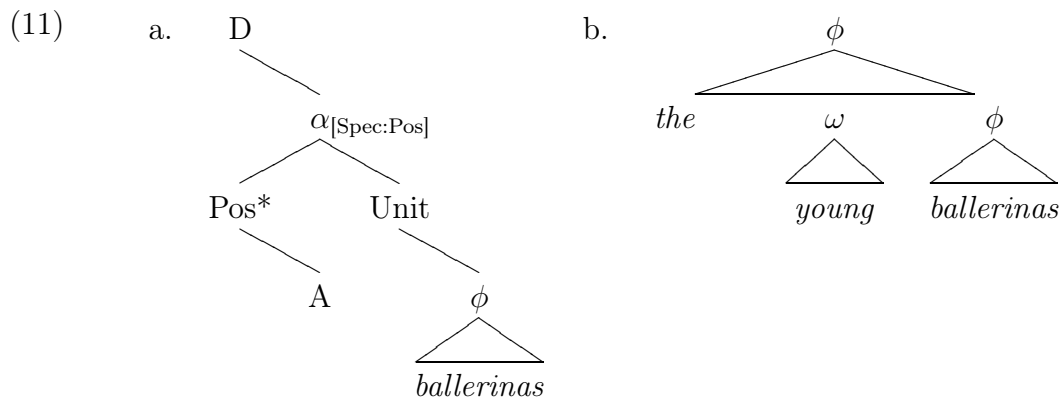 (11) a. D b. ϕ
α[Spec:Pos] the ω ϕ
Pos* Unit young ballerinas
A ϕ
ballerinas